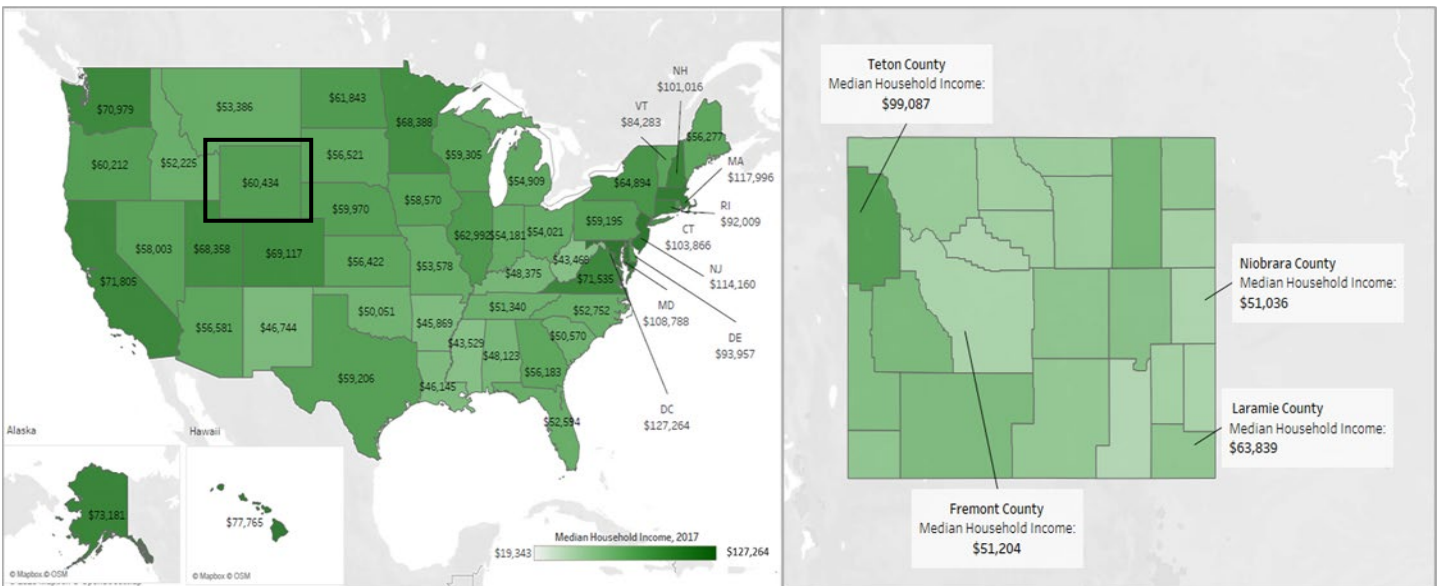 NH
$101,016
VT
$84,283
$70,979
$53,386
$61,843
$68,388
$56,277
$60,212
$52,225
$60,434
$56,521
$59,305
$54,909
$64,894
MA
$117,996
RI
$92,009
CT
$103,866
$59,970
$58,570
$59,195
$58,003
$68,358
$69,117
$62,992
$54,181
$54,021
$71,805
$56,422
$53,578
$48,375
$71,535
NJ
$114,160
MD
$108,788
DE
$93,957
DC
$127,264
$56,581
$46,744
$50,051
$45,869
$51,340
$52,752
$50,570
$43,529
$48,123
$56,183
$59,206
$46,145
$52,594
Alaska
Hawaii
$73,181
$77,765
© Mapbox © OSM
© Mapbox © OSM
Median Household Income, 2017
$19,343
$127,264
Teton County
Median Household Income:
$99,087
Niobrara County
Median Household Income:
$51,036
Laramie County
Median Household Income:
$63,839
Fremont County
Median Household Income:
$51,204